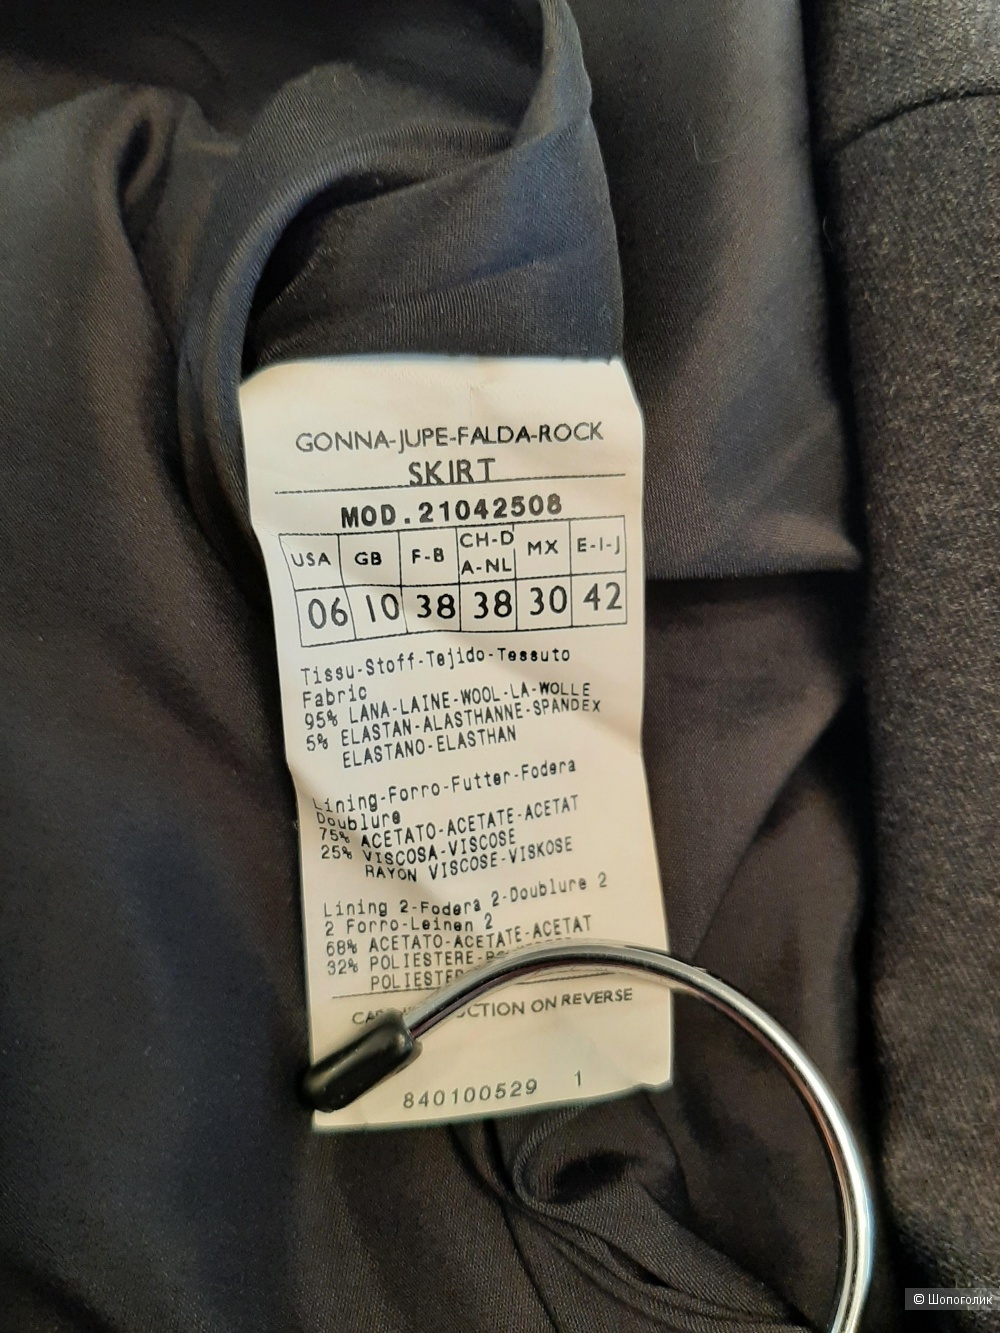 GONNA-JUPE-FALDA-ROCK
SKIRT
MOD.21042508
USA GB F-B CH-D A-NL MX E-I-J
06 10 38 38 30 42
Tissu-Stoff-Tejido-Tessuto
Fabric
95% LANA-LAINE-WOOL-LA-WOLLE
5% ELASTAN-ALASTHANNE-SPANDEX
ELASTANO-ELASTHAN
Lining-Forro-Futter-Fodera
Doublure
75% ACETATO-ACETATE-ACETAT
25% VISCOSA-VISCOSE
RAYON VISCOSE-VISKOSE
Lining 2-Fodera 2-Doublure 2
2 Forro-Leinen 2
68% ACETATO-ACETATE-ACETAT
32% POLIESTERE-
POLIESTER
ON REVERSE
840100529 1
© Шопоголик